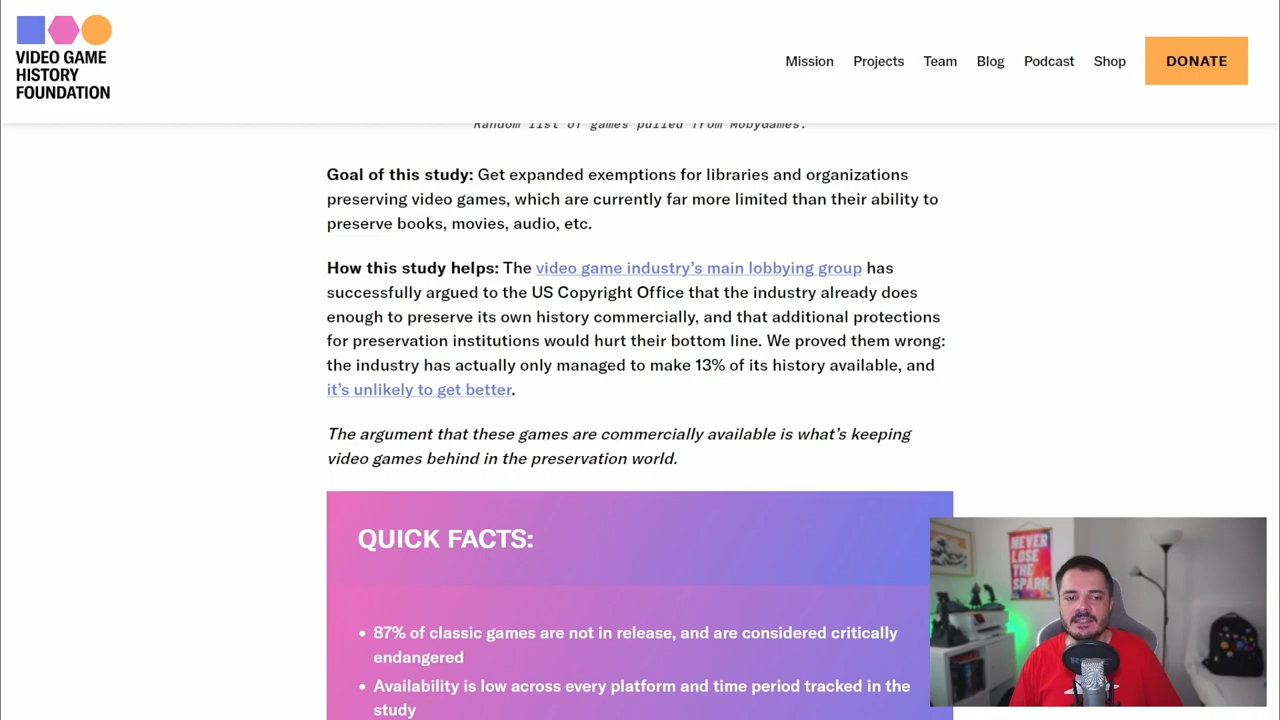 VIDEO GAME
HISTORY
FOUNDATION
Mission
Projects
Team
Blog
Podcast
Shop
DONATE
Random list of games pulled from MobyGames.
Goal of this study: Get expanded exemptions for libraries and organizations
preserving video games, which are currently far more limited than their ability to
preserve books, movies, audio, etc.
How this study helps: The video game industry’s main lobbying group has
successfully argued to the US Copyright Office that the industry already does
enough to preserve its own history commercially, and that additional protections
for preservation institutions would hurt their bottom line. We proved them wrong:
the industry has actually only managed to make 13% of its history available, and
it’s unlikely to get better.
The argument that these games are commercially available is what’s keeping
video games behind in the preservation world.
QUICK FACTS:
• 87% of classic games are not in release, and are considered critically
endangered
• Availability is low across every platform and time period tracked in the
study
NEVER
LOSE
THE
SPARK